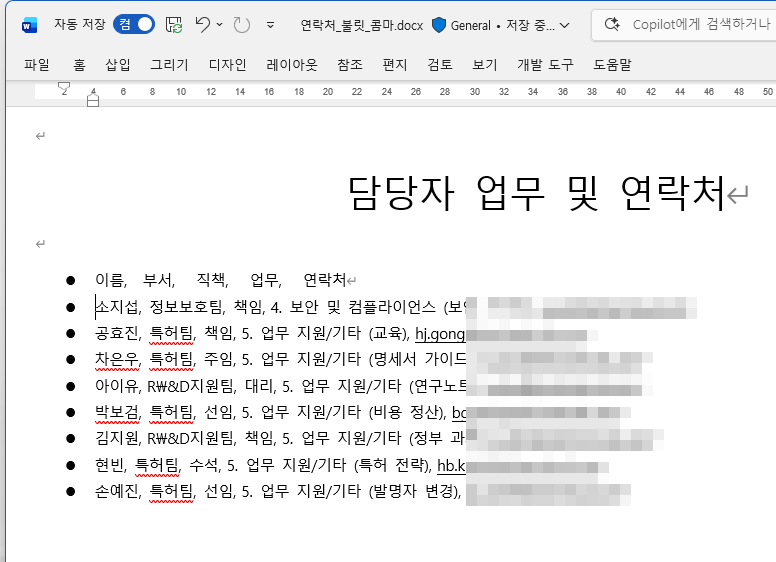 자동 저장 켬 연락처_불릿_콤마.docx General • 저장 중... Copilot에게 검색하거나
파일 홈 삽입 그리기 디자인 레이아웃 참조 편지 검토 보기 개발 도구 도움말
2 4 6 8 10 12 14 16 18 20 22 24 26 28 30 32 34 36 38 40 42 44 46 48 50
담당자 업무 및 연락처
● 이름, 부서, 직책, 업무, 연락처
● 소지섭, 정보보호팀, 책임, 4. 보안 및 컴플라이언스
● 공효진, 특허팀, 책임, 5. 업무 지원/기타 (교육), hj.gong
● 차은우, 특허팀, 주임, 5. 업무 지원/기타 (명세서 가이드
● 아이유, R₩&D지원팀, 대리, 5. 업무 지원/기타 (연구노트
● 박보검, 특허팀, 선임, 5. 업무 지원/기타 (비용 정산),
● 김지원, R₩&D지원팀, 책임, 5. 업무 지원/기타 (정부 과
● 현빈, 특허팀, 수석, 5. 업무 지원/기타 (특허 전략), hb.k
● 손예진, 특허팀, 선임, 5. 업무 지원/기타 (발명자 변경),